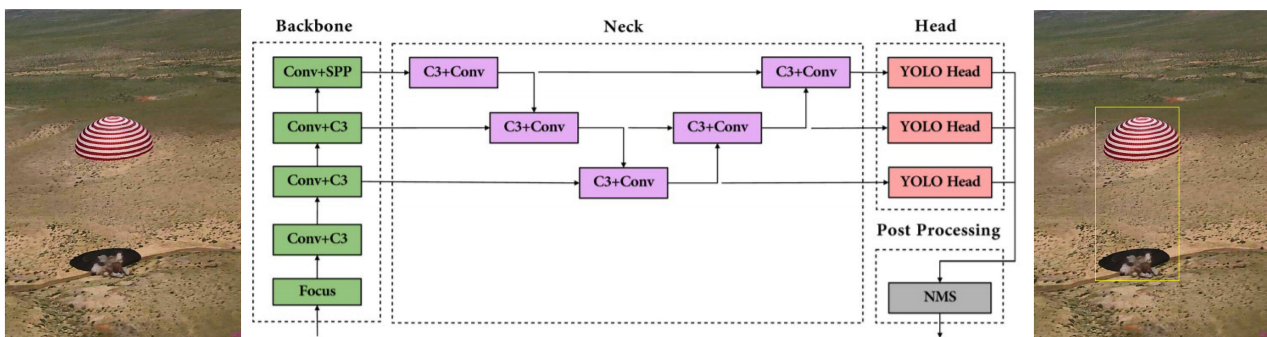 Backbone
Neck
Head
Conv+SPP
C3+Conv
C3+Conv
YOLO Head
Conv+C3
C3+Conv
C3+Conv
YOLO Head
Conv+C3
C3+Conv
YOLO Head
Conv+C3
Post Processing
Focus
NMS